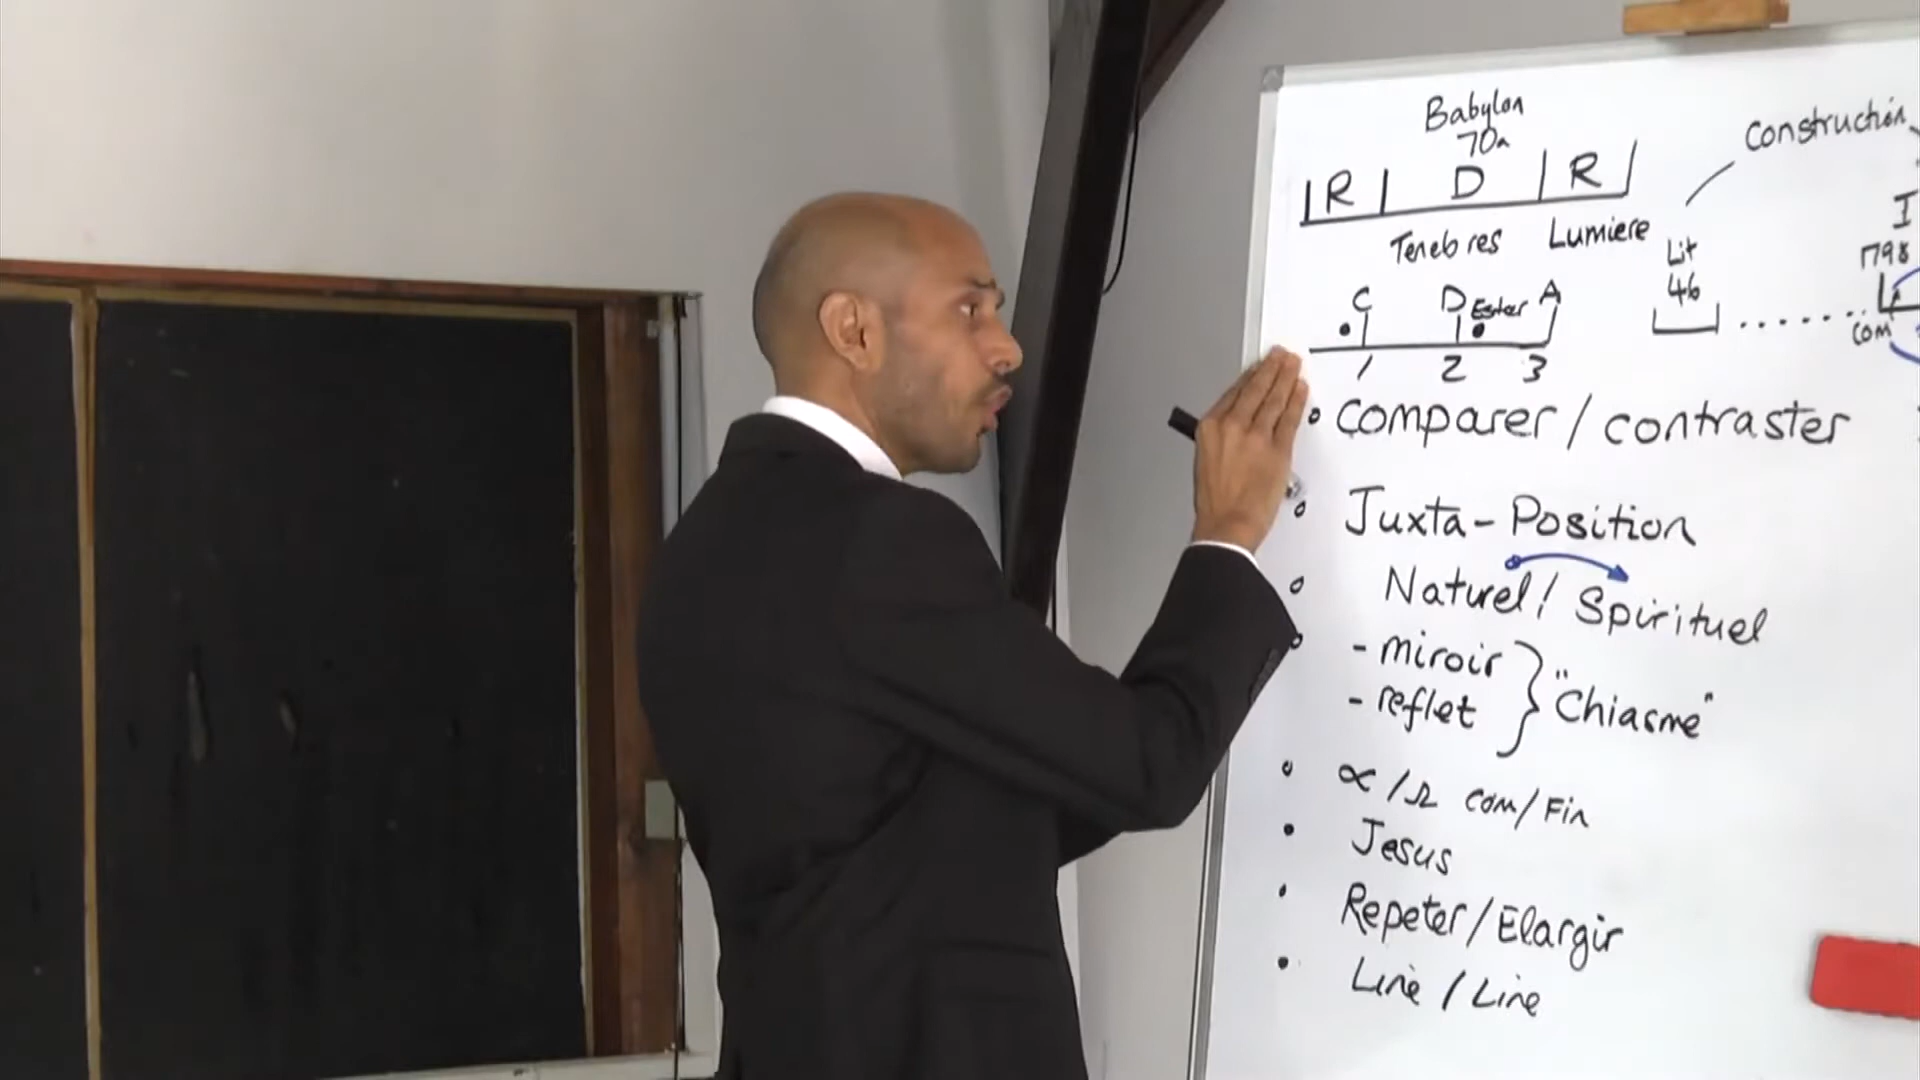 Babylon
70a
R D R
Tenebres Lumiere
C D Ester A
1 2 3
Construction
Lit
46
I
1798
com
• Comparer / contraster
• Juxta-Position
• Naturel / Spirituel
• - miroir
- reflet
"Chiasme"
• ∝/Ω com/Fin
• Jesus
• Repeter / Elargir
• Line / Line